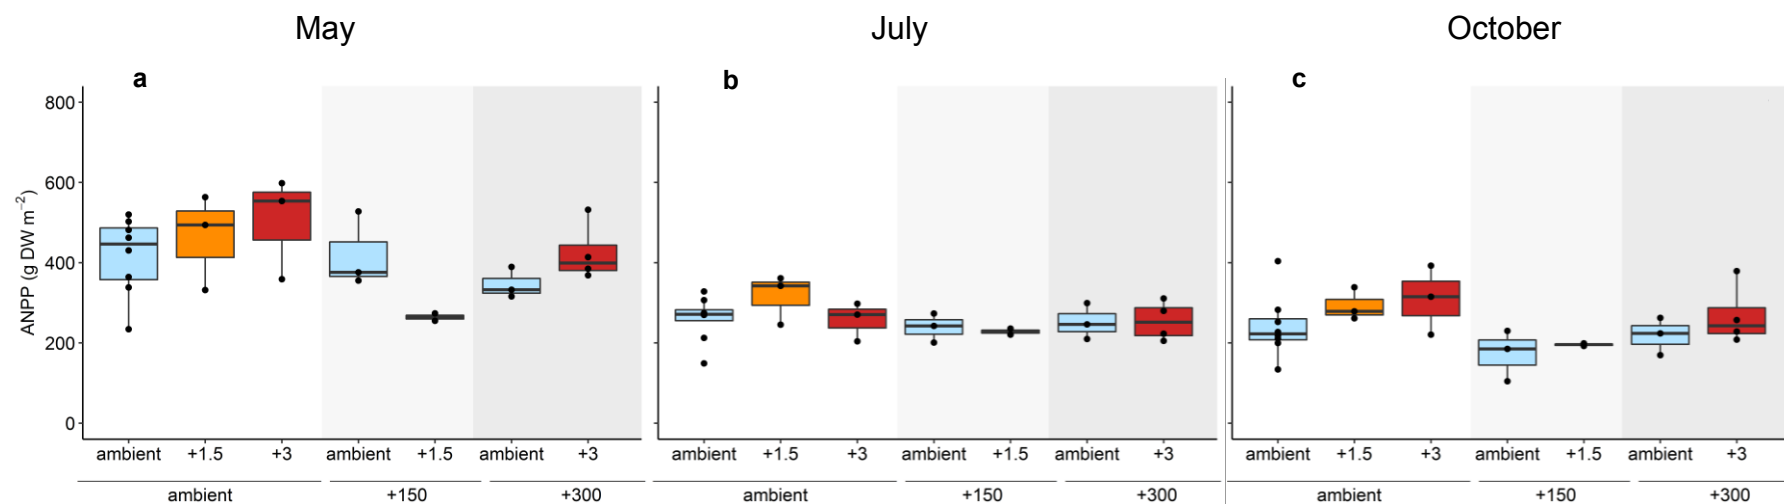 May July October
a b c
ANPP (g DW m⁻²)
800
600
400
200
0
ambient +1.5 +3 ambient +1.5 ambient +3 ambient +1.5 +3 ambient +1.5 ambient +3 ambient +1.5 +3 ambient +1.5 ambient +3
ambient +150 +300 ambient +150 +300 ambient +150 +300